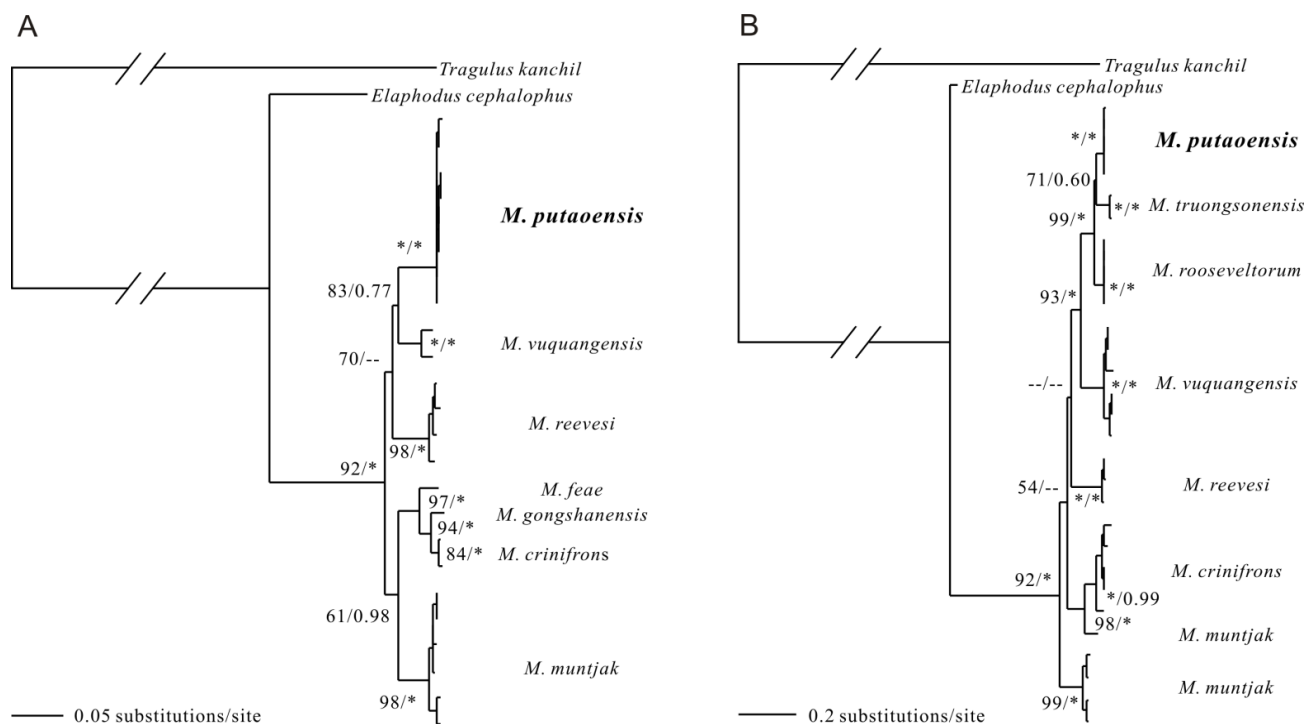 A
Tragulus kanchil
Elaphodus cephalophus
M. putaoensis
*/*
83/0.77
*/*
M. vuquangensis
70/--
M. reevesi
98/*
92/*
M. feae
97/*
M. gongshanensis
94/*
84/*
M. crinifrons
61/0.98
M. muntjak
98/*
0.05 substitutions/site
B
Tragulus kanchil
Elaphodus cephalophus
*/*
M. putaoensis
71/0.60
*/*
M. truongsonensis
99/*
M. rooseveltorum
*/*
93/*
M. vuquangensis
*/*
--/--
M. reevesi
54/--
*/*
M. crinifrons
92/*
*/0.99
98/*
M. muntjak
M. muntjak
99/*
0.2 substitutions/site